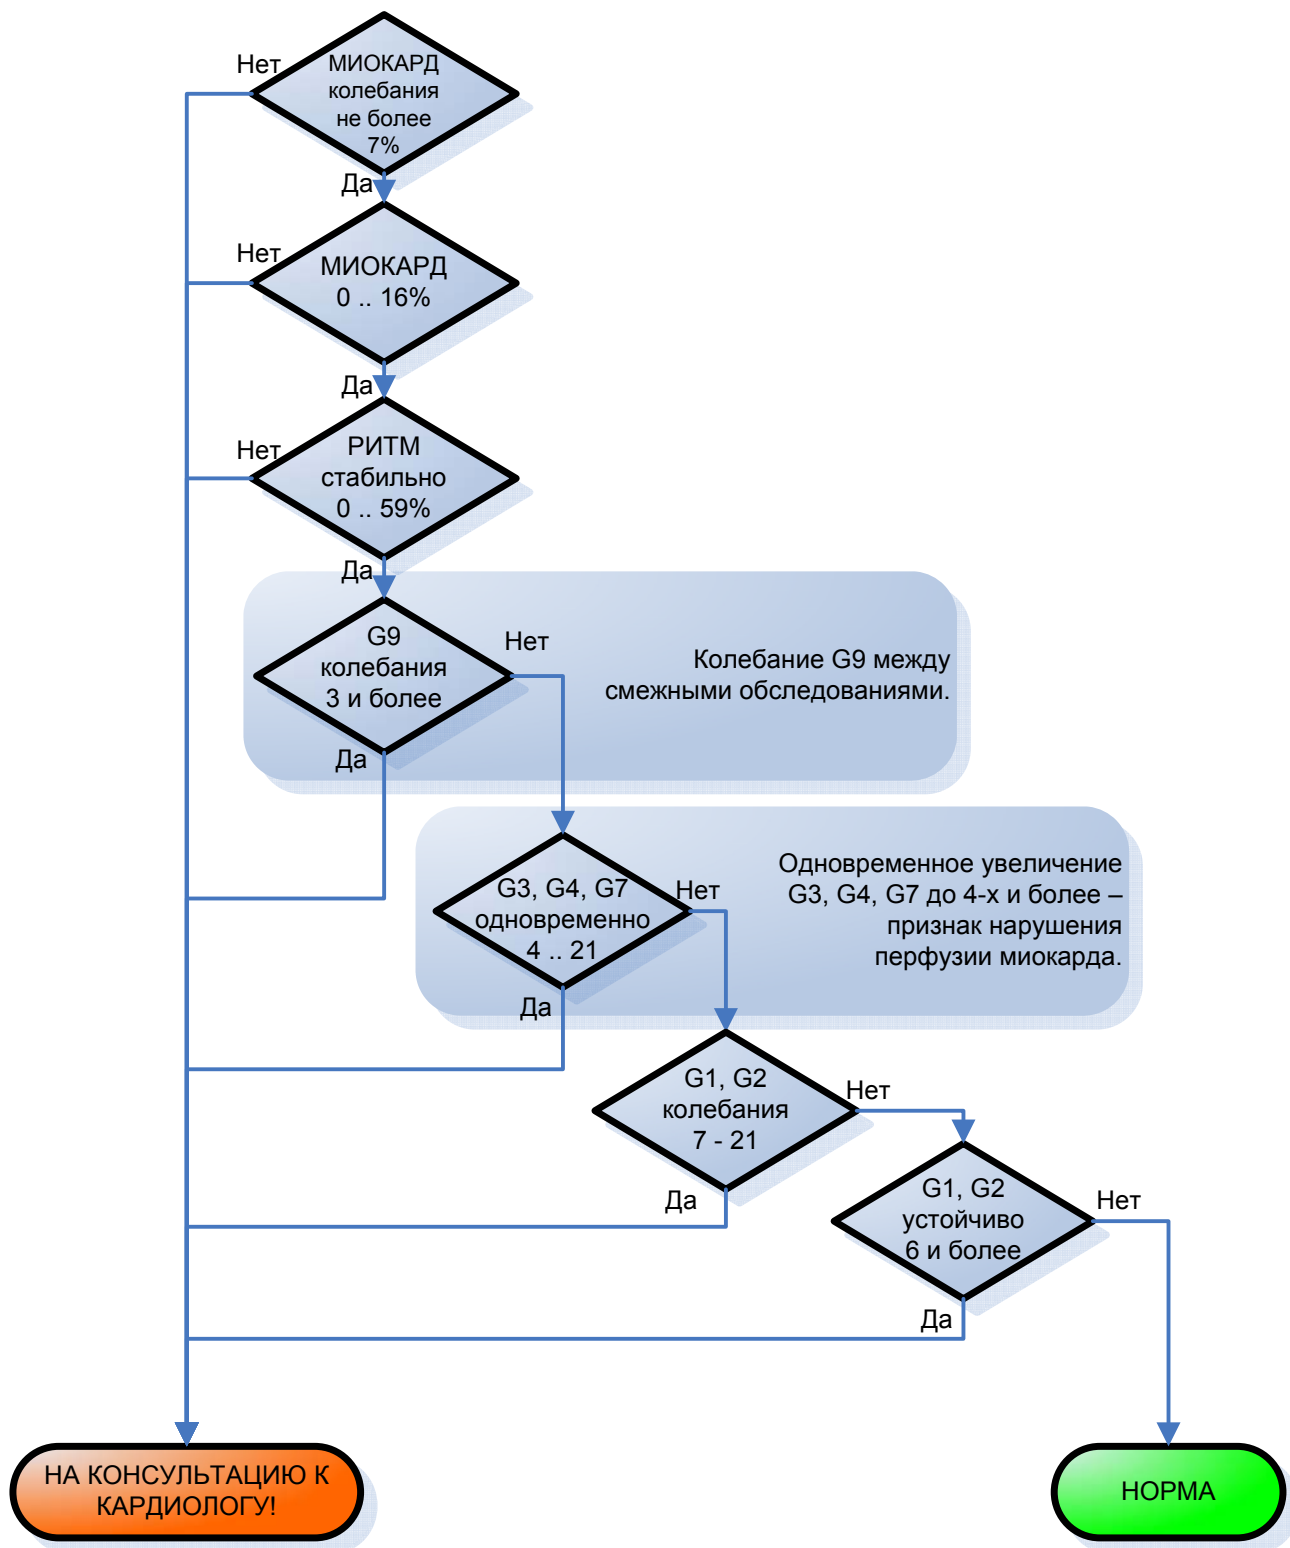 Нет
МИОКАРД
колебания
не более
7%
Да
Нет
МИОКАРД
0 .. 16%
Да
Нет
РИТМ
стабильно
0 .. 59%
Да
G9
колебания
3 и более
Нет
Да
Колебание G9 между
смежными обследованиями.
G3, G4, G7
одновременно
4 .. 21
Нет
Да
Одновременное увеличение
G3, G4, G7 до 4-х и более –
признак нарушения
перфузии миокарда.
G1, G2
колебания
7 - 21
Нет
Да
G1, G2
устойчиво
6 и более
Нет
Да
НА КОНСУЛЬТАЦИЮ К
КАРДИОЛОГУ!
НОРМА